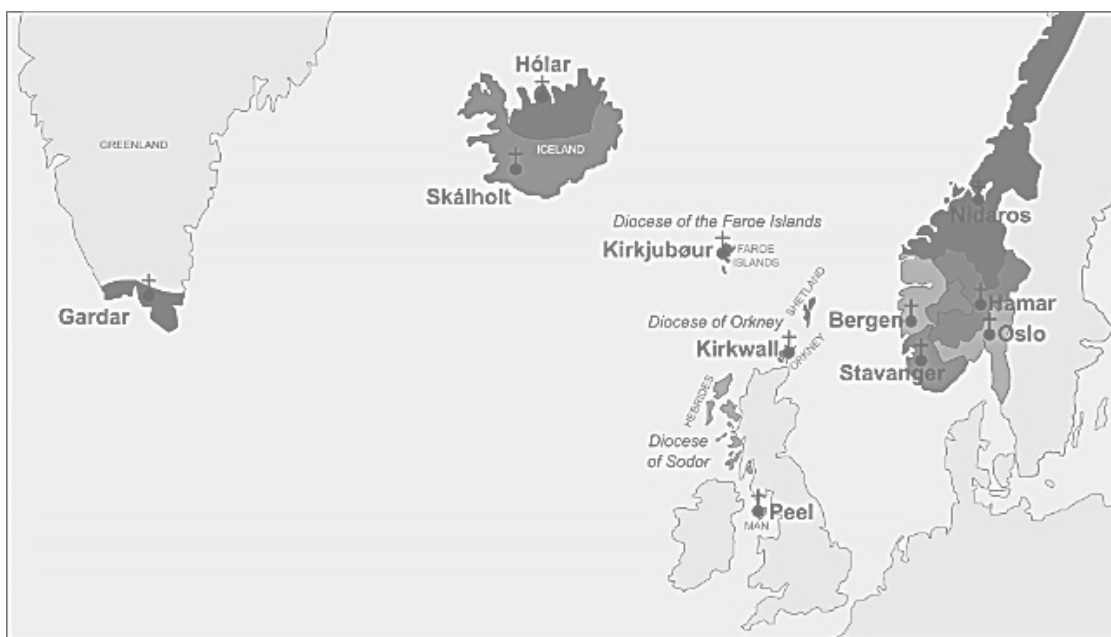 Hólar
GREENLAND
ICELAND
Skálholt
Nidaros
Diocese of the Faroe Islands
Kirkjubøur
FAROE
ISLANDS
Gardar
SHETLAND
Hamar
Bergen
Diocese of Orkney
Oslo
Kirkwall
ORKNEY
Stavanger
HEBRIDES
Diocese
of Sodor
Peel
MAN